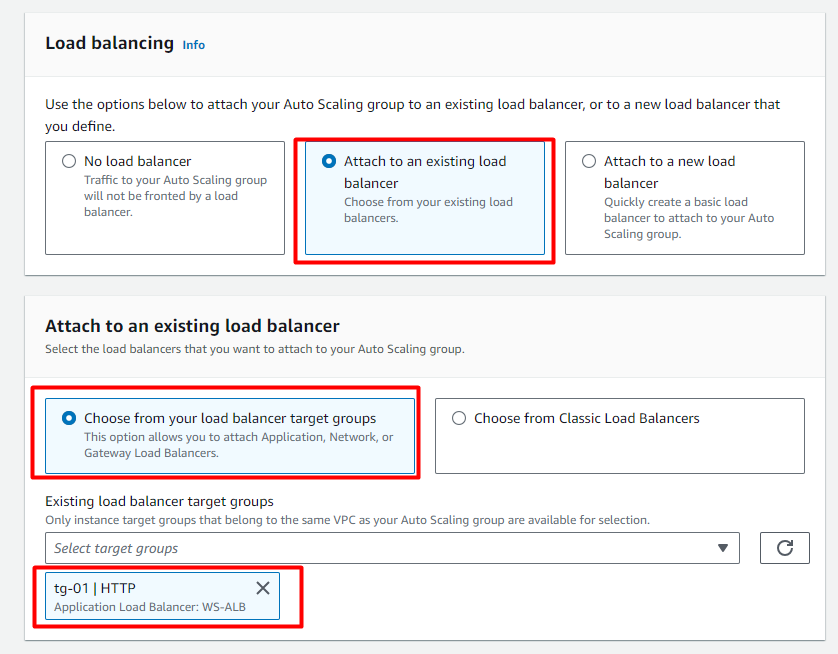 Load balancing Info
Use the options below to attach your Auto Scaling group to an existing load balancer, or to a new load balancer that
you define.
No load balancer
Traffic to your Auto Scaling group
will not be fronted by a load
balancer.
Attach to an existing load
balancer
Choose from your existing load
balancers.
Attach to a new load
balancer
Quickly create a basic load
balancer to attach to your Auto
Scaling group.
Attach to an existing load balancer
Select the load balancers that you want to attach to your Auto Scaling group.
Choose from your load balancer target groups
This option allows you to attach Application, Network, or
Gateway Load Balancers.
Choose from Classic Load Balancers
Existing load balancer target groups
Only instance target groups that belong to the same VPC as your Auto Scaling group are available for selection.
Select target groups
tg-01 | HTTP
Application Load Balancer: WS-ALB